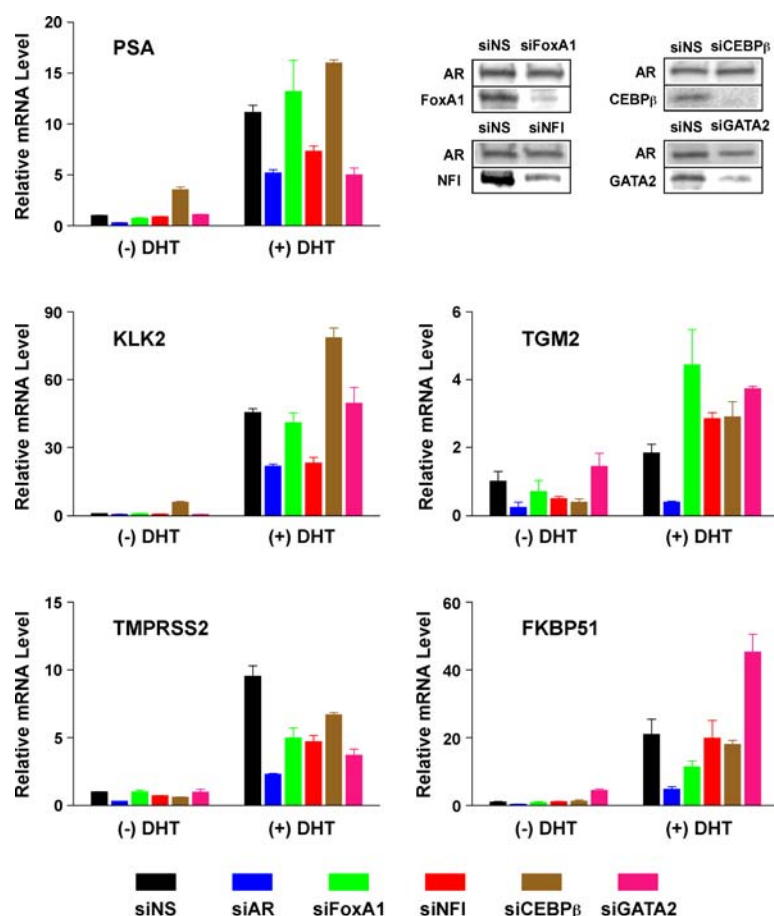 PSA
Relative mRNA Level
20
15
10
5
0
(-) DHT
(+) DHT
siNS siFoxA1
AR
FoxA1
siNS siCEBPβ
AR
CEBPβ
siNS siNFI
AR
NFI
siNS siGATA2
AR
GATA2
KLK2
Relative mRNA Level
90
60
30
0
(-) DHT
(+) DHT
TGM2
Relative mRNA Level
6
4
2
0
(-) DHT
(+) DHT
TMPRSS2
Relative mRNA Level
15
10
5
0
(-) DHT
(+) DHT
FKBP51
Relative mRNA Level
60
40
20
0
(-) DHT
(+) DHT
siNS siAR siFoxA1 siNFI siCEBPβ siGATA2